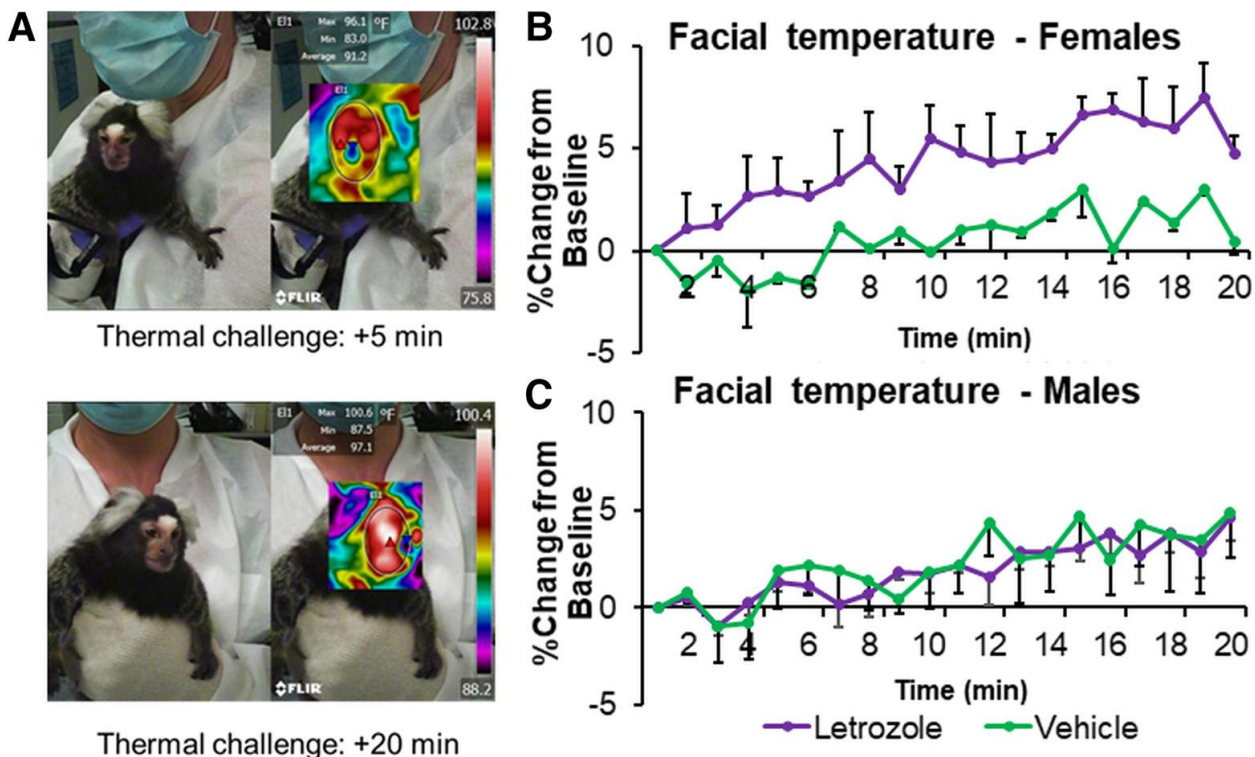 A
El1 Max 96.1 °F
Min 83.0
Average 91.2
102.8
El1
75.8
FLIR
Thermal challenge: +5 min
El1 Max 100.6 °F
Min 87.5
Average 97.1
100.4
El1
88.2
FLIR
Thermal challenge: +20 min
B
Facial temperature - Females
%Change from
Baseline
10
5
0
-5
2 4 6 8 10 12 14 16 18 20
Time (min)
C
Facial temperature - Males
%Change from
Baseline
10
5
0
-5
2 4 6 8 10 12 14 16 18 20
Time (min)
Letrozole Vehicle